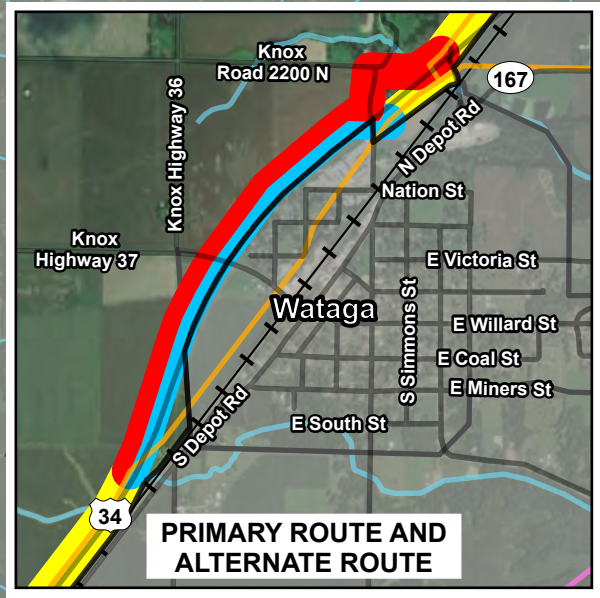 Knox
Road 2200 N
167
Knox Highway 36
N Depot Rd
Nation St
Knox
Highway 37
E Victoria St
S Simmons St
Wataga
E Willard St
E Coal St
E Miners St
S Depot Rd
E South St
34
PRIMARY ROUTE AND
ALTERNATE ROUTE